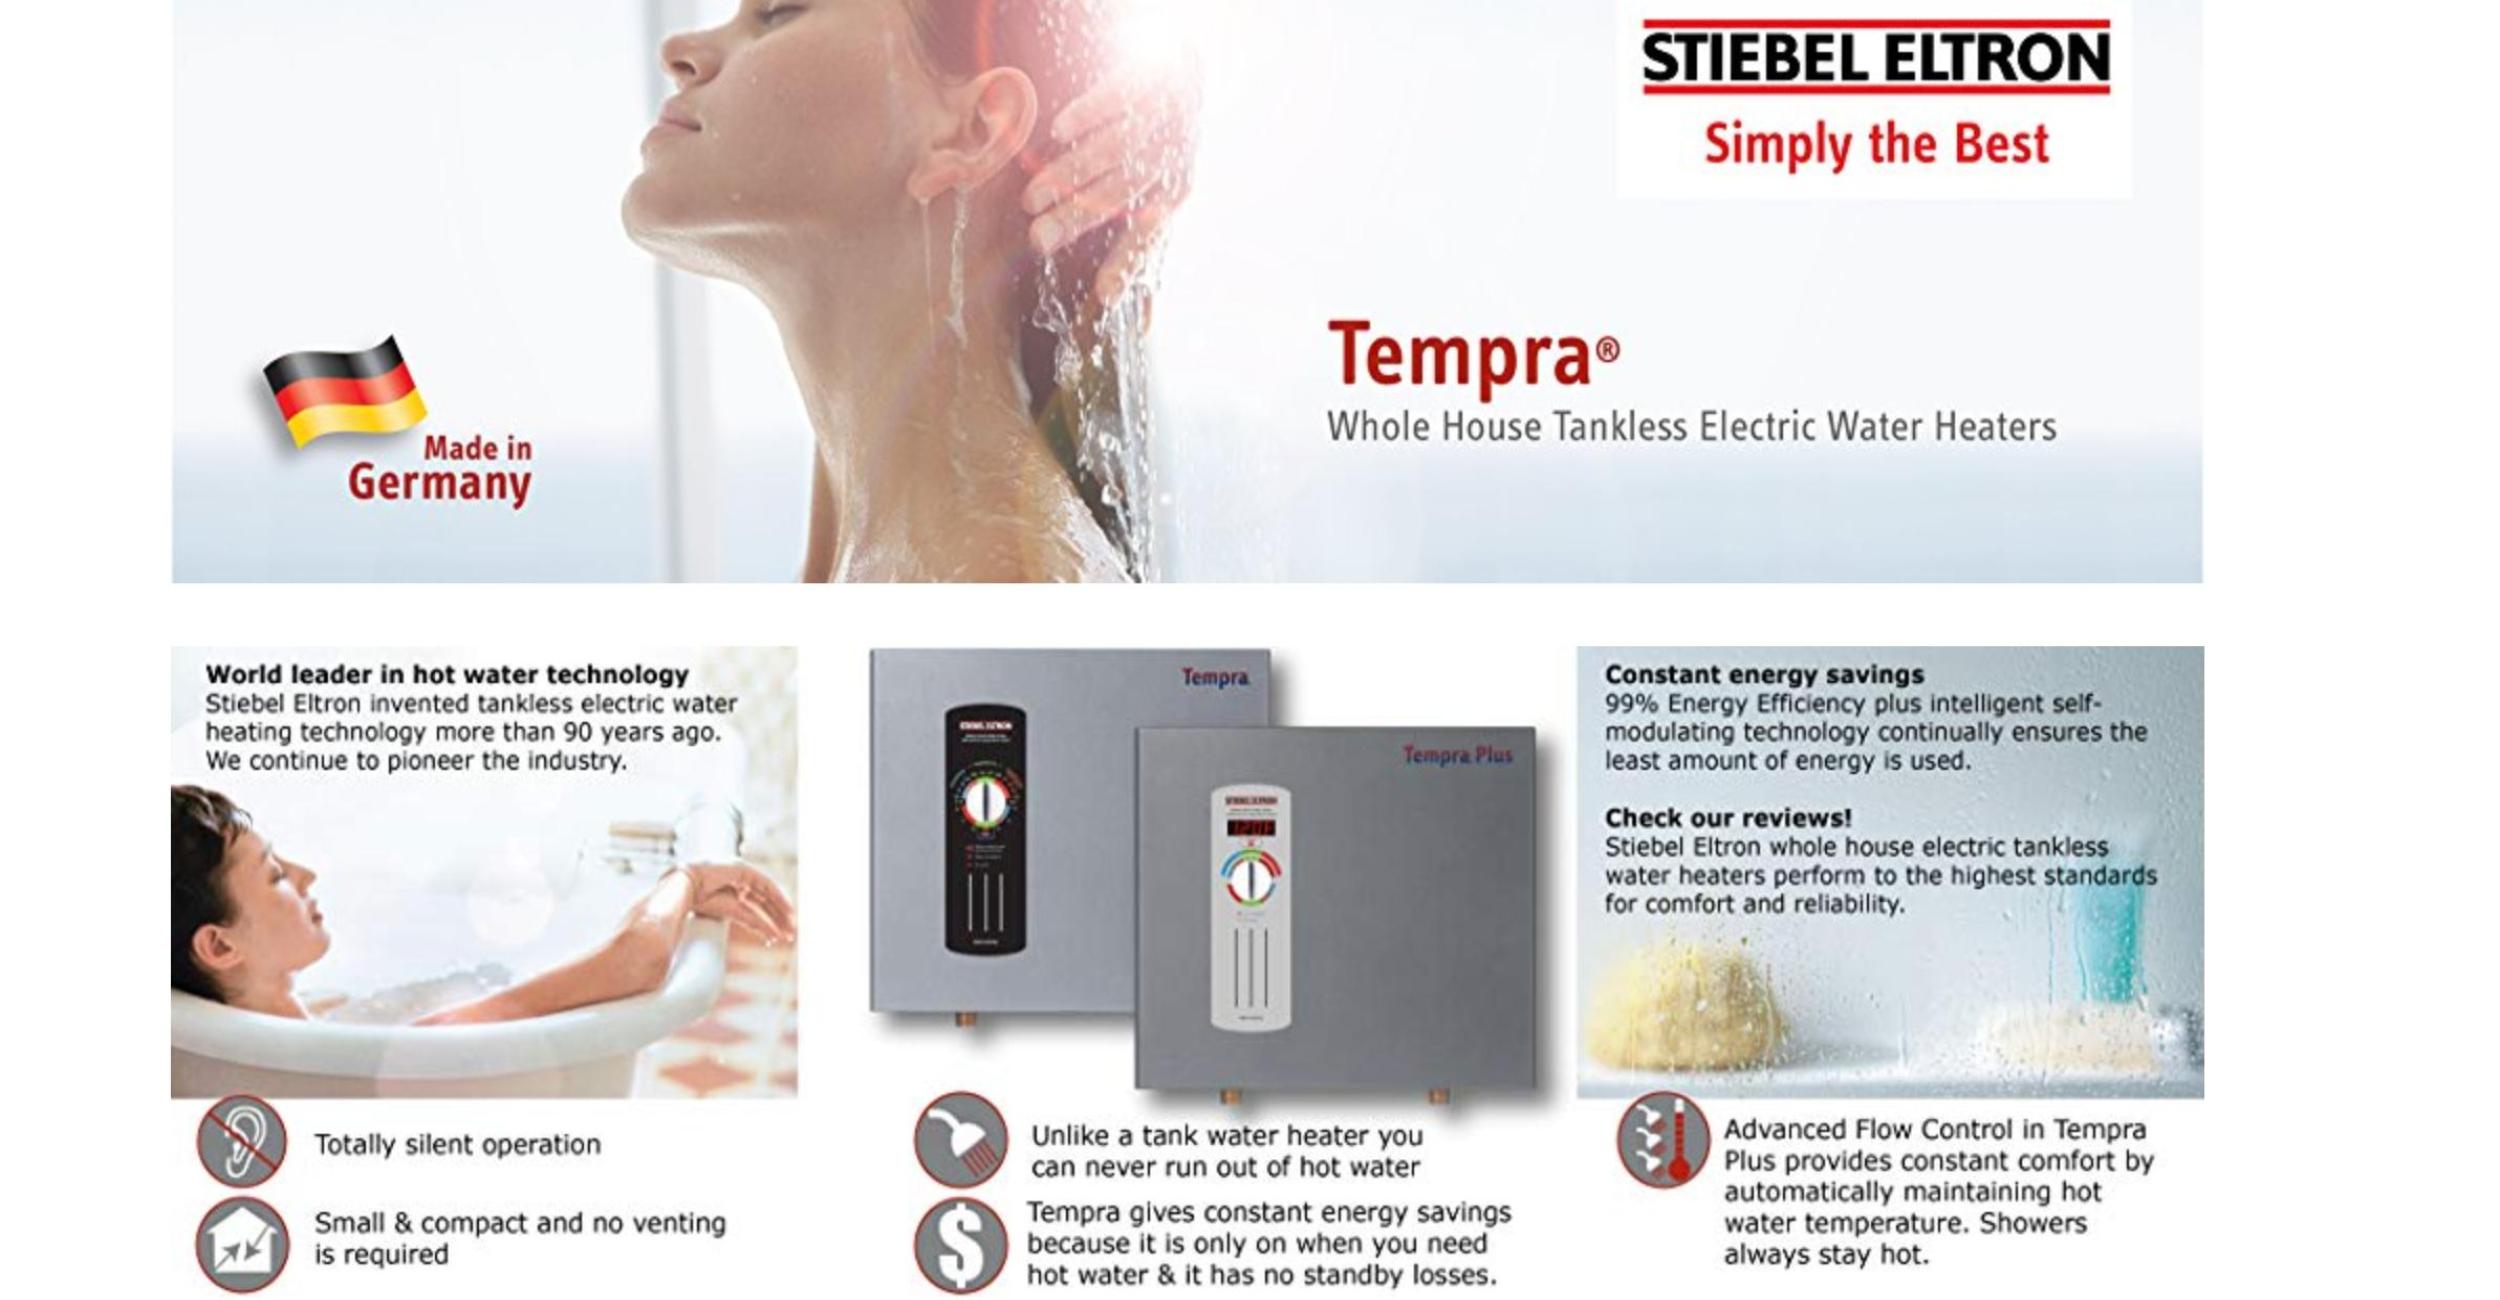 STIEBEL ELTRON
Simply the Best
Tempra®
Whole House Tankless Electric Water Heaters
Made in
Germany
World leader in hot water technology
Stiebel Eltron invented tankless electric water
heating technology more than 90 years ago.
We continue to pioneer the industry.
Tempra
STIEBEL ELTRON
Tempra Plus
STIEBEL ELTRON
120F
Constant energy savings
99% Energy Efficiency plus intelligent self-
modulating technology continually ensures the
least amount of energy is used.
Check our reviews!
Stiebel Eltron whole house electric tankless
water heaters perform to the highest standards
for comfort and reliability.
Totally silent operation
Small & compact and no venting
is required
Unlike a tank water heater you
can never run out of hot water
Tempra gives constant energy savings
because it is only on when you need
hot water & it has no standby losses.
Advanced Flow Control in Tempra
Plus provides constant comfort by
automatically maintaining hot
water temperature. Showers
always stay hot.